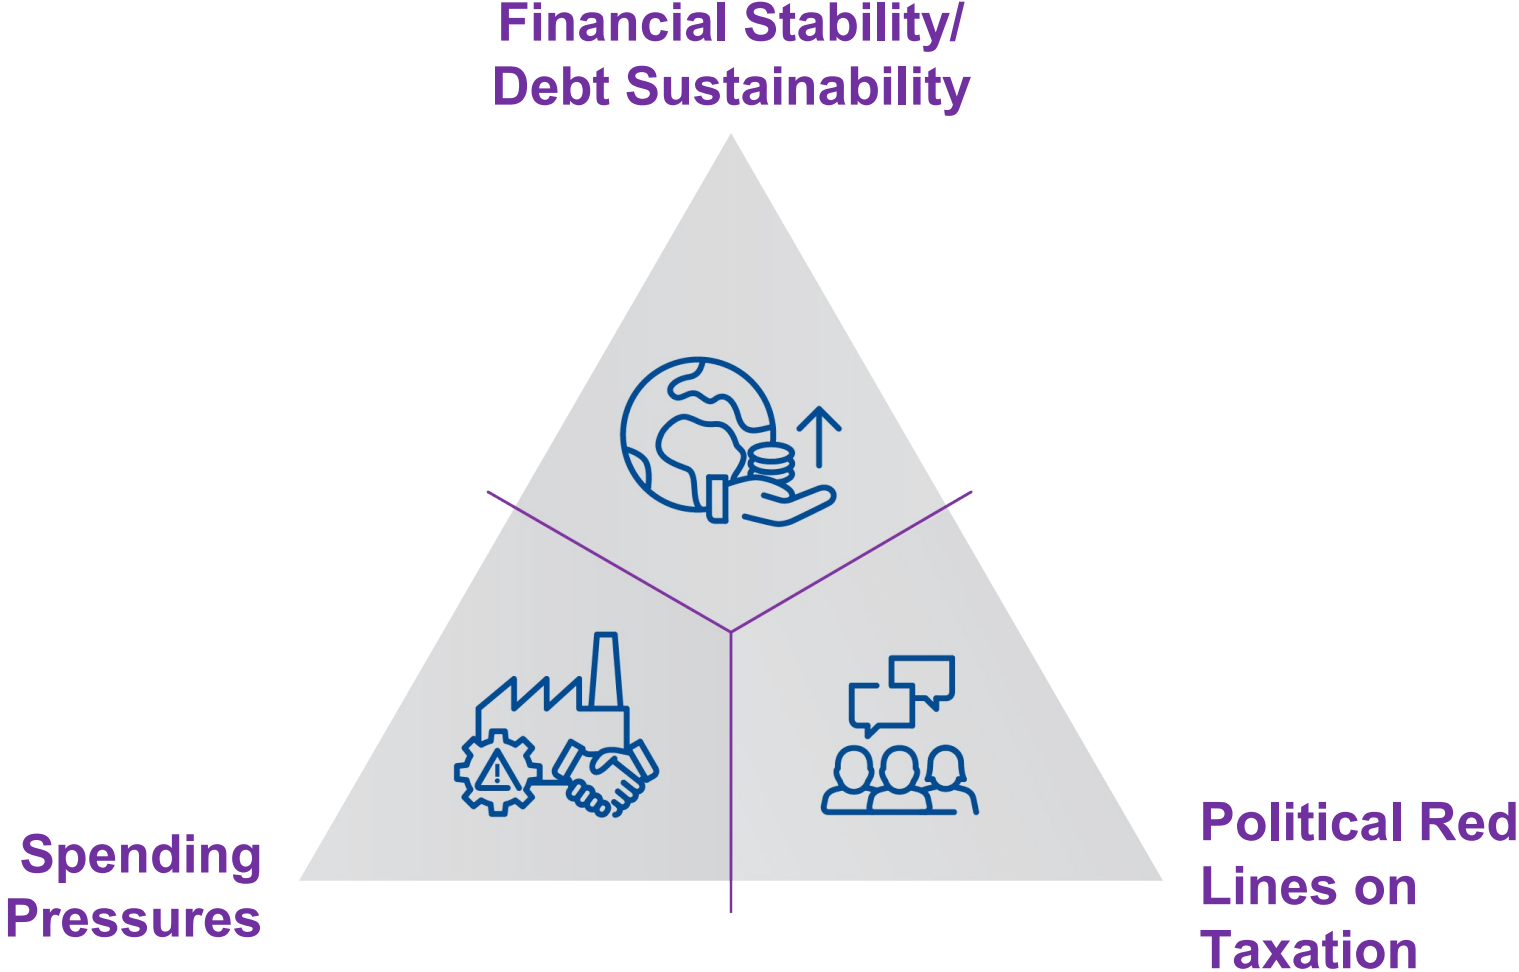 Financial Stability/
Debt Sustainability
Spending
Pressures
Political Red
Lines on
Taxation